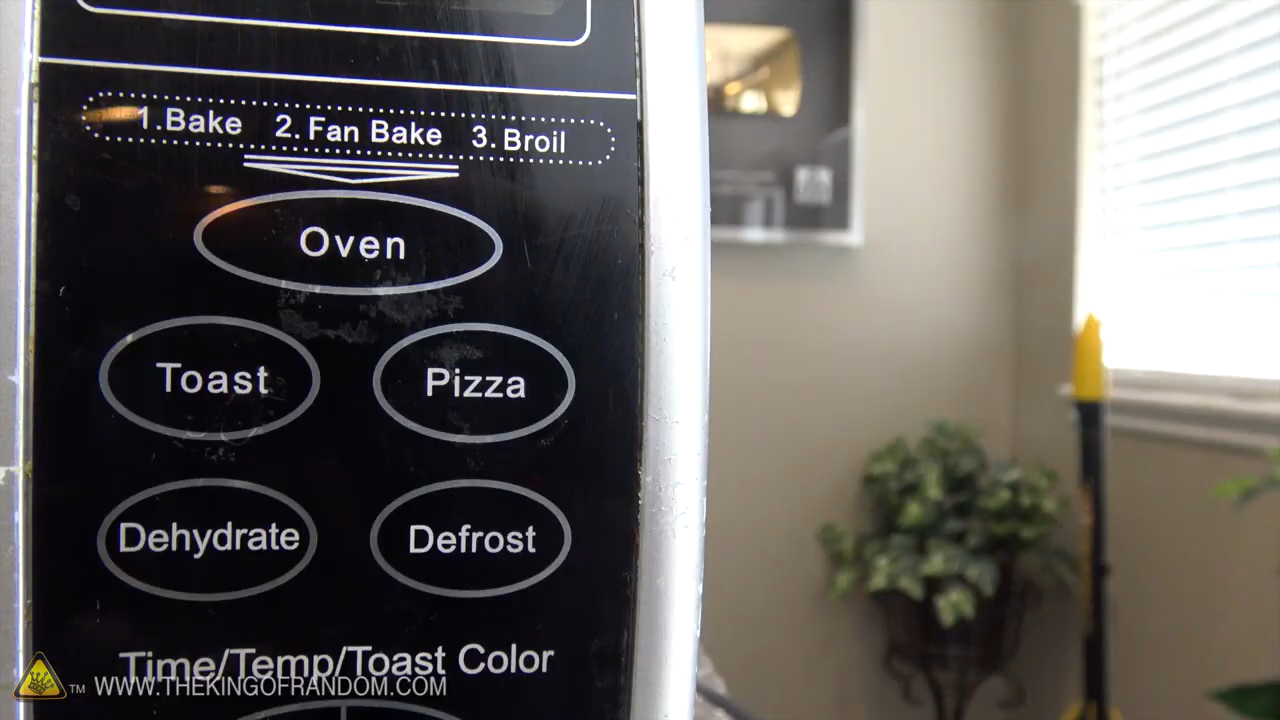 1.Bake 2. Fan Bake 3. Broil
Oven
Toast Pizza
Dehydrate Defrost
Time/Temp/Toast Color
TM WWW.THEKINGOFRANDOM.COM